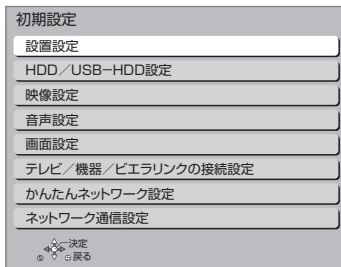 初期設定
設置設定
HDD／USB-HDD設定
映像設定
音声設定
画面設定
テレビ／機器／ビエラリンクの接続設定
かんたんネットワーク設定
ネットワーク通信設定
決定
戻る